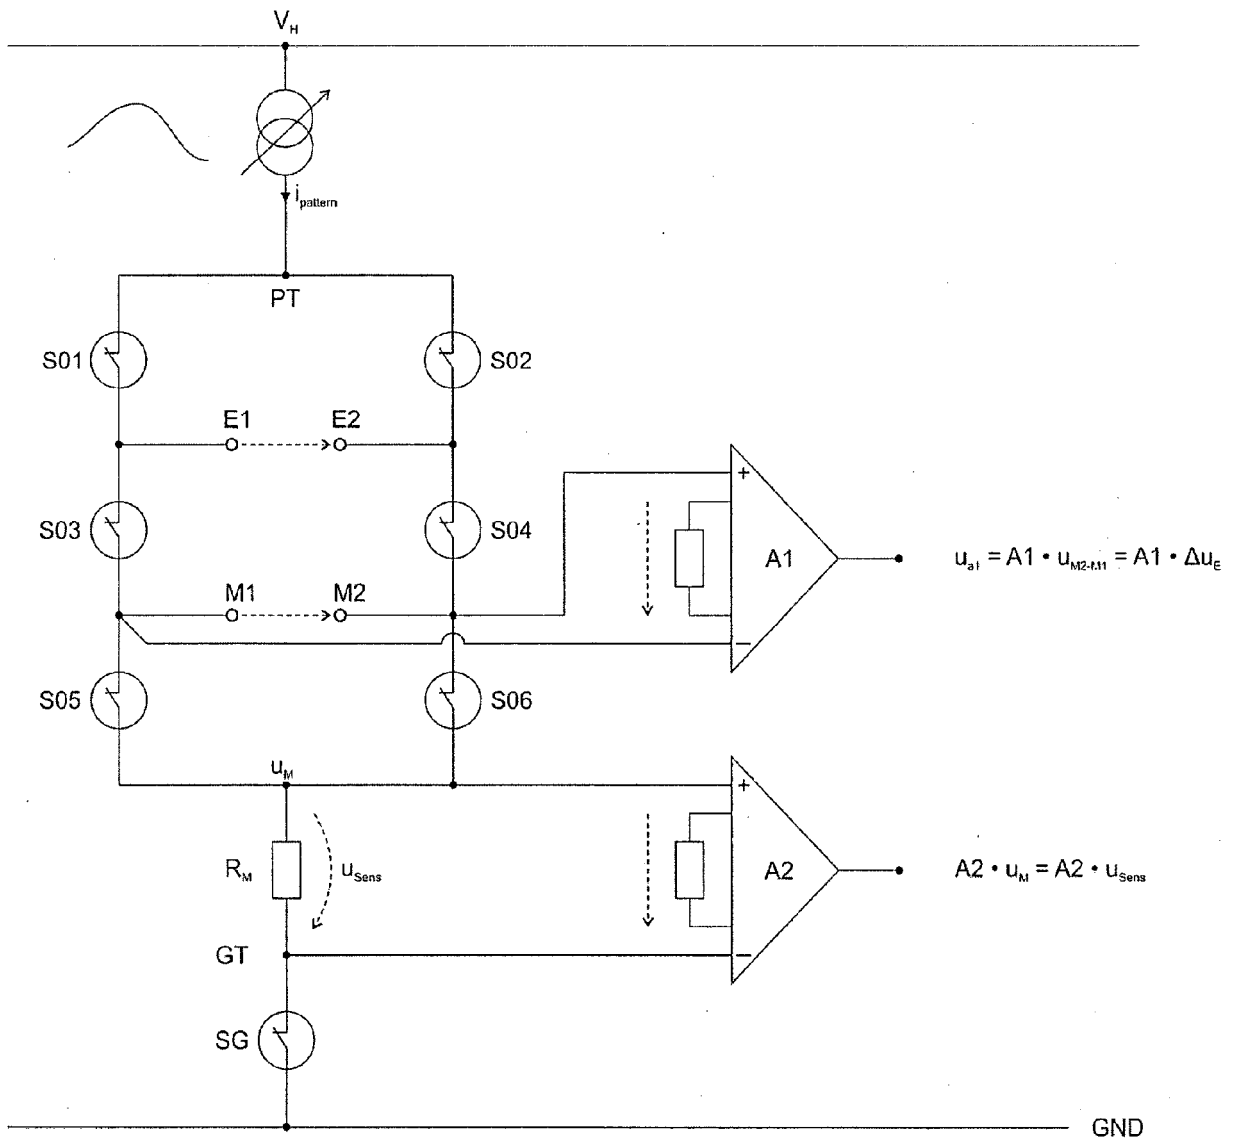 V_H
i_pattern
PT
S01
S02
E1
E2
S03
S04
+
A1
u_a1 = A1 • u_M2-M1 = A1 • Δu_E
M1
M2
−
S05
S06
u_M
+
R_M
u_Sens
A2
A2 • u_M = A2 • u_Sens
GT
−
SG
GND